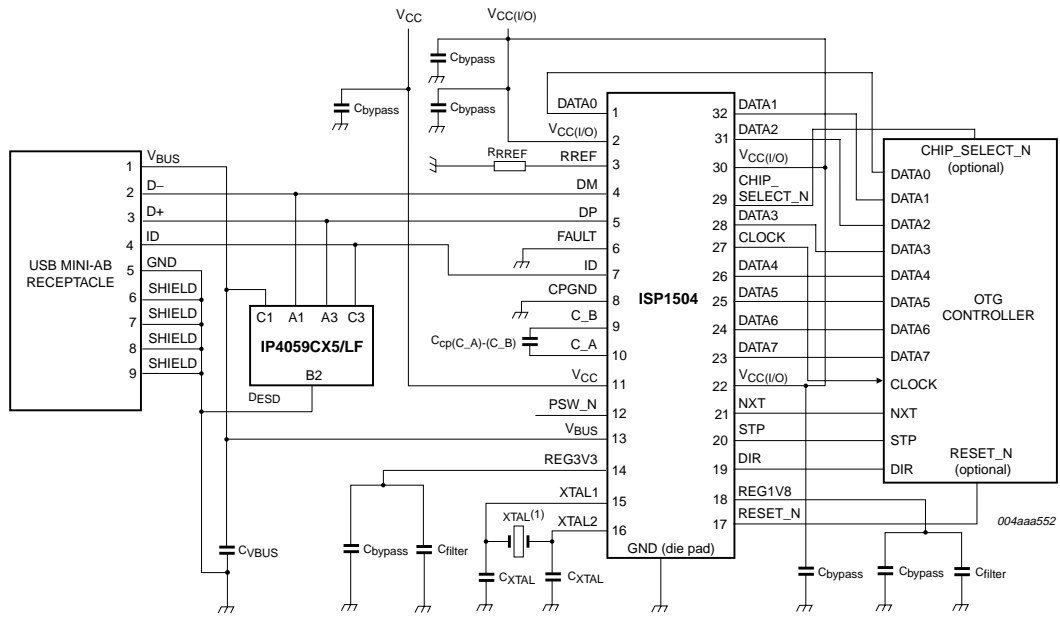 VCC
VCC(I/O)
Cbypass
Cbypass
Cbypass
USB MINI-AB
RECEPTACLE
1
VBUS
2
D−
3
D+
4
ID
5
GND
6
SHIELD
7
SHIELD
8
SHIELD
9
SHIELD
C1
A1
A3
C3
IP4059CX5/LF
B2
DESD
CVBUS
RRREF
Ccp(C_A)-(C_B)
DATA0
1
VCC(I/O)
2
RREF
3
DM
4
DP
5
FAULT
6
ID
7
CPGND
8
C_B
9
C_A
10
VCC
11
PSW_N
12
VBUS
13
REG3V3
14
XTAL1
15
XTAL2
16
Cbypass
Cfilter
XTAL(1)
CXTAL
CXTAL
ISP1504
GND (die pad)
32
DATA1
31
DATA2
30
VCC(I/O)
29
CHIP_
SELECT_N
28
DATA3
27
CLOCK
26
DATA4
25
DATA5
24
DATA6
23
DATA7
22
VCC(I/O)
21
NXT
20
STP
19
DIR
18
REG1V8
17
RESET_N
CHIP_SELECT_N
(optional)
DATA0
DATA1
DATA2
DATA3
DATA4
DATA5
DATA6
DATA7
CLOCK
NXT
STP
DIR
OTG
CONTROLLER
RESET_N
(optional)
004aaa552
Cbypass
Cbypass
Cfilter